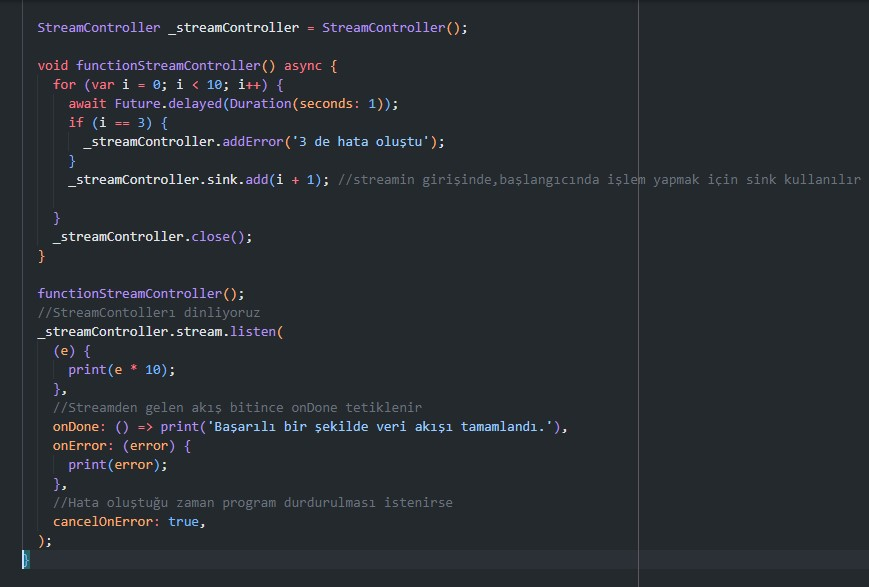 StreamController _streamController = StreamController();
void functionStreamController() async {
for (var i = 0; i < 10; i++) {
await Future.delayed(Duration(seconds: 1));
if (i == 3) {
_streamController.addError('3 de hata oluştu');
}
_streamController.sink.add(i + 1); //streamin girişinde,başlangıcında işlem yapmak için sink kullanılır
}
_streamController.close();
}
functionStreamController();
//StreamContollerı dinliyoruz
_streamController.stream.listen(
(e) {
print(e * 10);
},
//Streamden gelen akış bitince onDone tetiklenir
onDone: () => print('Başarılı bir şekilde veri akışı tamamlandı.'),
onError: (error) {
print(error);
},
//Hata oluştuğu zaman program durdurulması istenirse
cancelOnError: true,
);
}